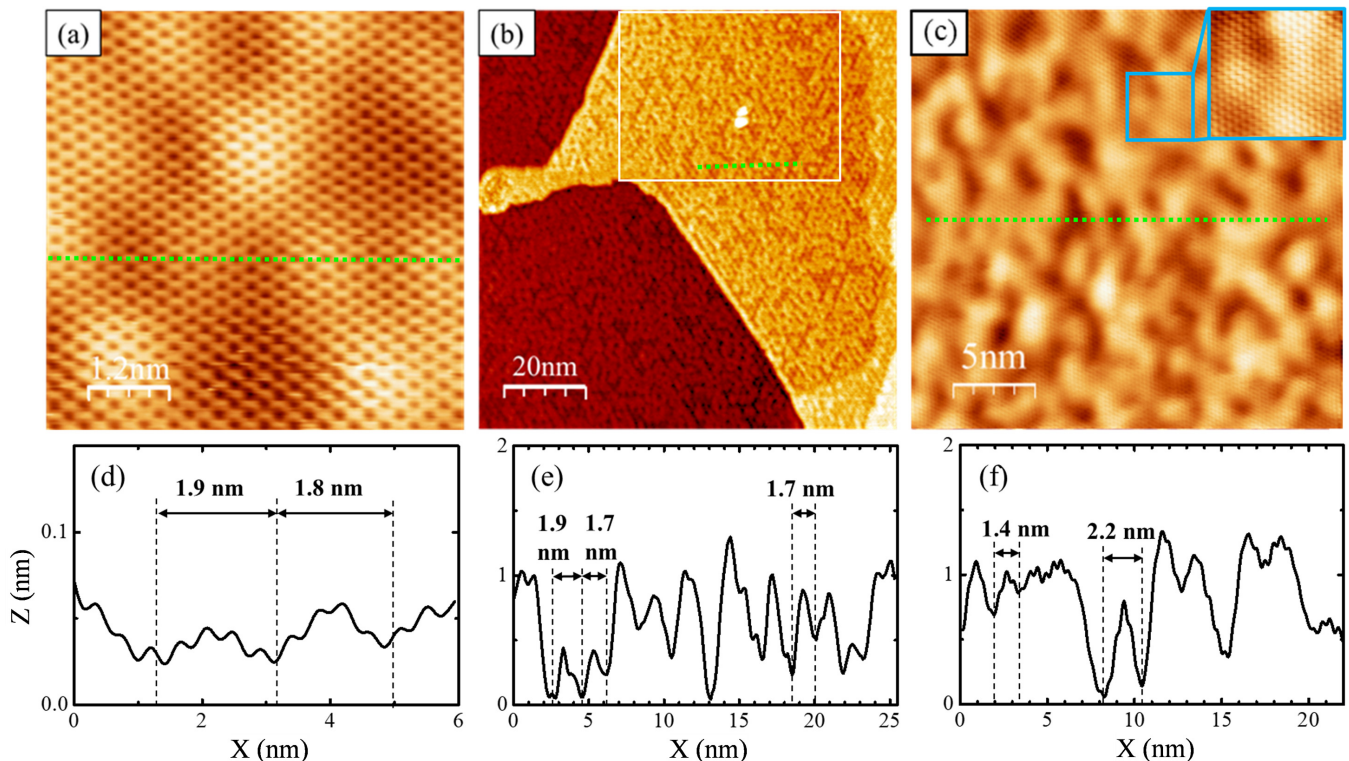 (a)
(b)
(c)
1.2nm
20nm
5nm
(d)
1.9 nm
1.8 nm
0.1
0.0
Z (nm)
0 2 4 6
X (nm)
(e)
1.9
nm
1.7
nm
1.7 nm
2
1
0
0 5 10 15 20 25
X (nm)
(f)
1.4 nm
2.2 nm
2
1
0
0 5 10 15 20
X (nm)